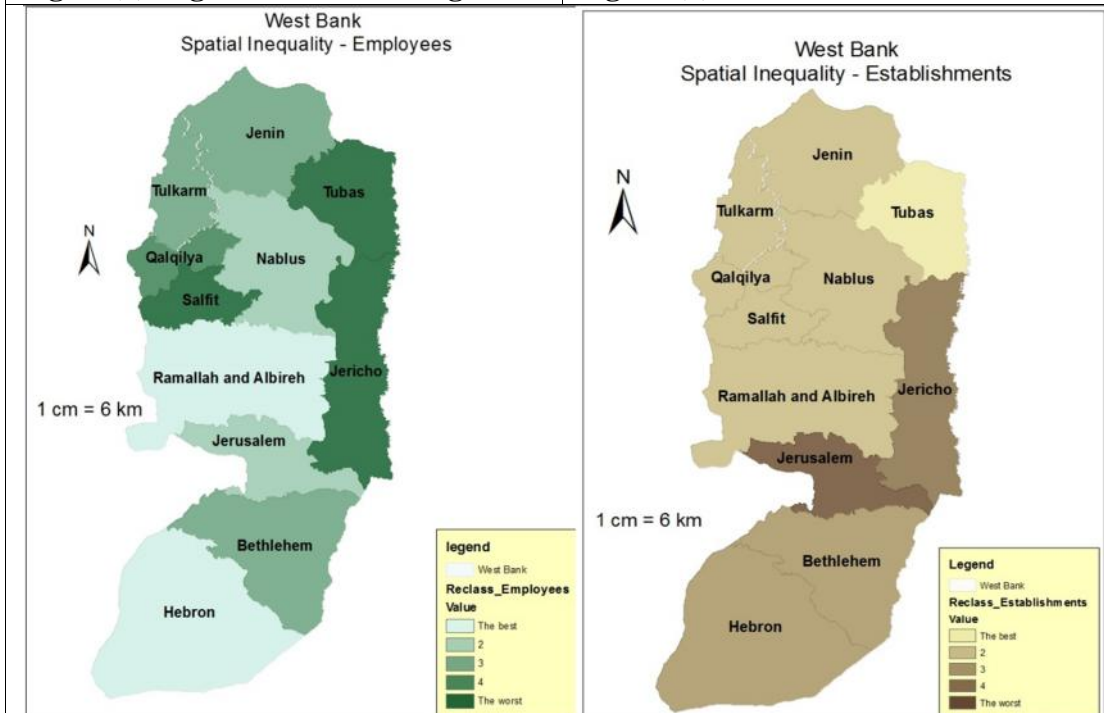 West Bank
Spatial Inequality - Employees
Jenin
Tubas
Tulkarm
N
Qalqilya
Nablus
Salfit
Ramallah and Albireh
Jericho
1 cm = 6 km
Jerusalem
Bethlehem
Hebron
legend
West Bank
Reclass_Employees
Value
The best
2
3
4
The worst
West Bank
Spatial Inequality - Establishments
Jenin
N
Tulkarm
Tubas
Qalqilya
Nablus
Salfit
Ramallah and Albireh
Jericho
Jerusalem
1 cm = 6 km
Bethlehem
Hebron
Legend
West Bank
Reclass_Establishments
Value
The best
2
3
4
The worst